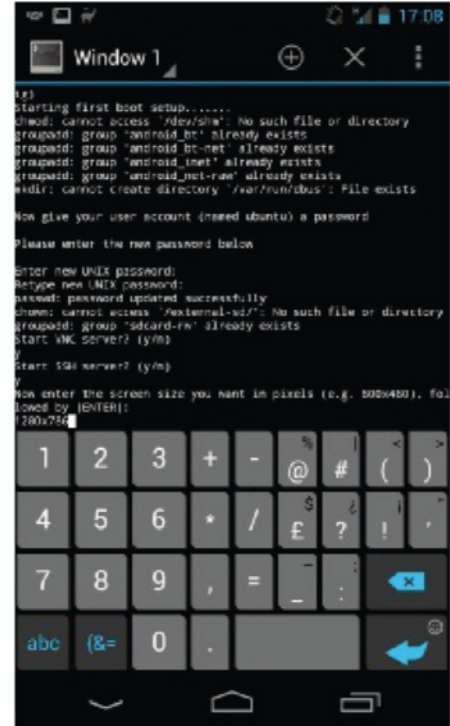 17:08
Window 1
Starting first boot setup.......
chmod: cannot access '/dev/shm': No such file or directory
groupadd: group 'android_bt' already exists
groupadd: group 'android_bt-net' already exists
groupadd: group 'android_inet' already exists
groupadd: group 'android_net-raw' already exists
mkdir: cannot create directory '/var/run/dbus': File exists
Now give your user account (named ubuntu) a password
Please enter the new password below
Enter new UNIX password:
Retype new UNIX password:
passwd: password updated successfully
chown: cannot access '/external-sd/': No such file or directory
groupadd: group 'sdcard-rw' already exists
Start VNC server? (y/n)
y
Start SSH server? (y/n)
y
Now enter the screen size you want in pixels (e.g. 800x480), fol
lowed by [ENTER]:
1280x786
1 2 3 + - % @ | # < ( > )
4 5 6 * / $ £ ¿ ? ¡ ! " '
7 8 9 , = _ ; :
abc {&= 0 .